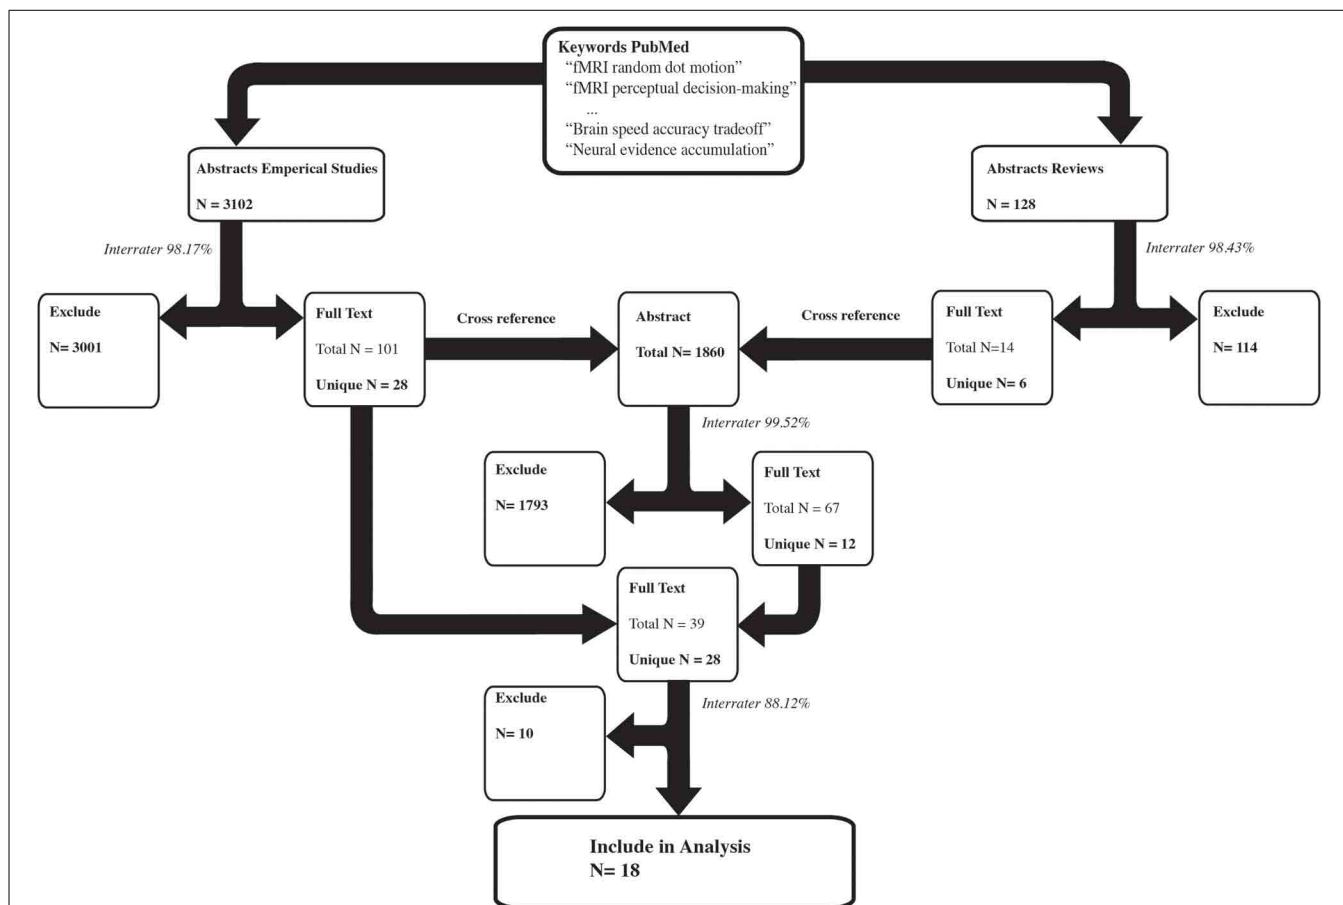 Keywords PubMed
“fMRI random dot motion”
“fMRI perceptual decision-making”
...
“Brain speed accuracy tradeoff”
“Neural evidence accumulation”
Abstracts Emperical Studies
N = 3102
Abstracts Reviews
N = 128
Interrater 98.17%
Interrater 98.43%
Exclude
N= 3001
Full Text
Total N = 101
Unique N = 28
Cross reference
Abstract
Total N= 1860
Cross reference
Full Text
Total N=14
Unique N= 6
Exclude
N= 114
Interrater 99.52%
Exclude
N= 1793
Full Text
Total N = 67
Unique N = 12
Full Text
Total N = 39
Unique N = 28
Interrater 88.12%
Exclude
N= 10
Include in Analysis
N= 18